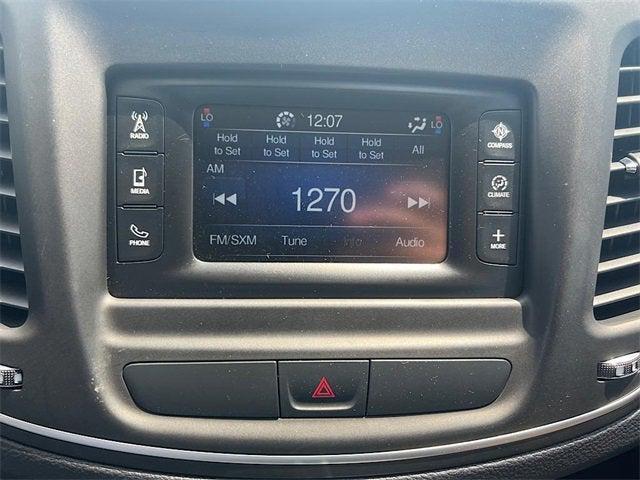 LO 12:07 LO
Hold to Set Hold to Set Hold to Set Hold to Set All
AM
1270
FM/SXM Tune Info Audio
RADIO
MEDIA
PHONE
N
COMPASS
CLIMATE
+
MORE